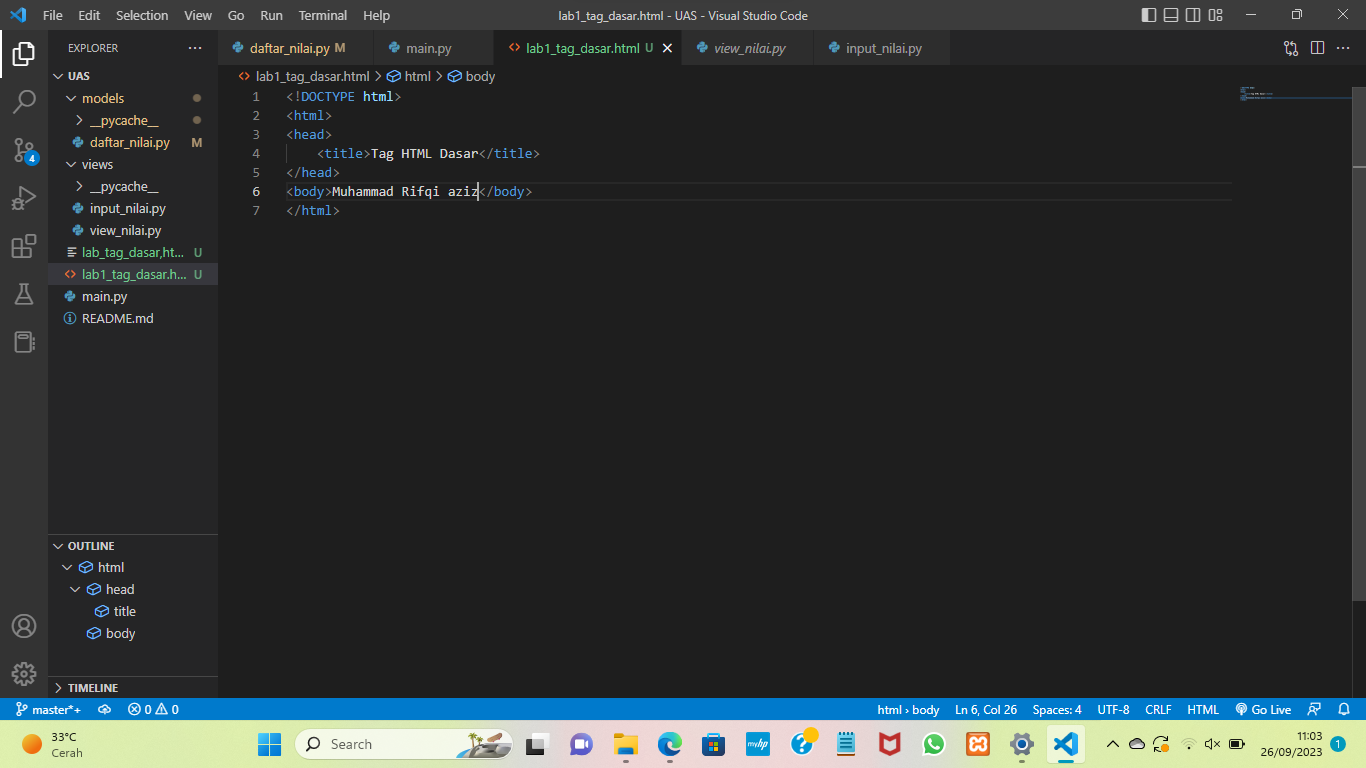 File Edit Selection View Go Run Terminal Help
lab1_tag_dasar.html - UAS - Visual Studio Code
EXPLORER
daftar_nilai.py M
main.py
lab1_tag_dasar.html U
view_nilai.py
input_nilai.py
UAS
models
__pycache__
daftar_nilai.py M
views
__pycache__
input_nilai.py
view_nilai.py
lab_tag_dasar,ht... U
lab1_tag_dasar.h... U
main.py
README.md
4
lab1_tag_dasar.html > html > body
1 <!DOCTYPE html>
2 <html>
3 <head>
4 <title>Tag HTML Dasar</title>
5 </head>
6 <body>Muhammad Rifqi aziz</body>
7 </html>
OUTLINE
html
head
title
body
TIMELINE
master*+ 0 0
html › body Ln 6, Col 26 Spaces: 4 UTF-8 CRLF HTML Go Live
33°C
Cerah
Search
myhp
11:03
26/09/2023
1